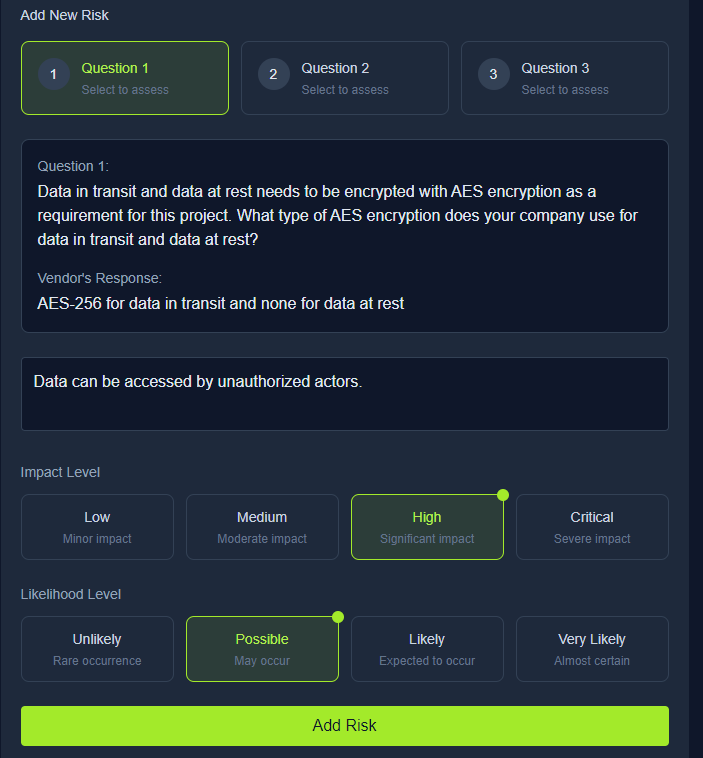 Add New Risk
1 Question 1 2 Question 2 3 Question 3
Select to assess Select to assess Select to assess
Question 1:
Data in transit and data at rest needs to be encrypted with AES encryption as a
requirement for this project. What type of AES encryption does your company use for
data in transit and data at rest?
Vendor's Response:
AES-256 for data in transit and none for data at rest
Data can be accessed by unauthorized actors.
Impact Level
Low Medium High Critical
Minor impact Moderate impact Significant impact Severe impact
Likelihood Level
Unlikely Possible Likely Very Likely
Rare occurrence May occur Expected to occur Almost certain
Add Risk